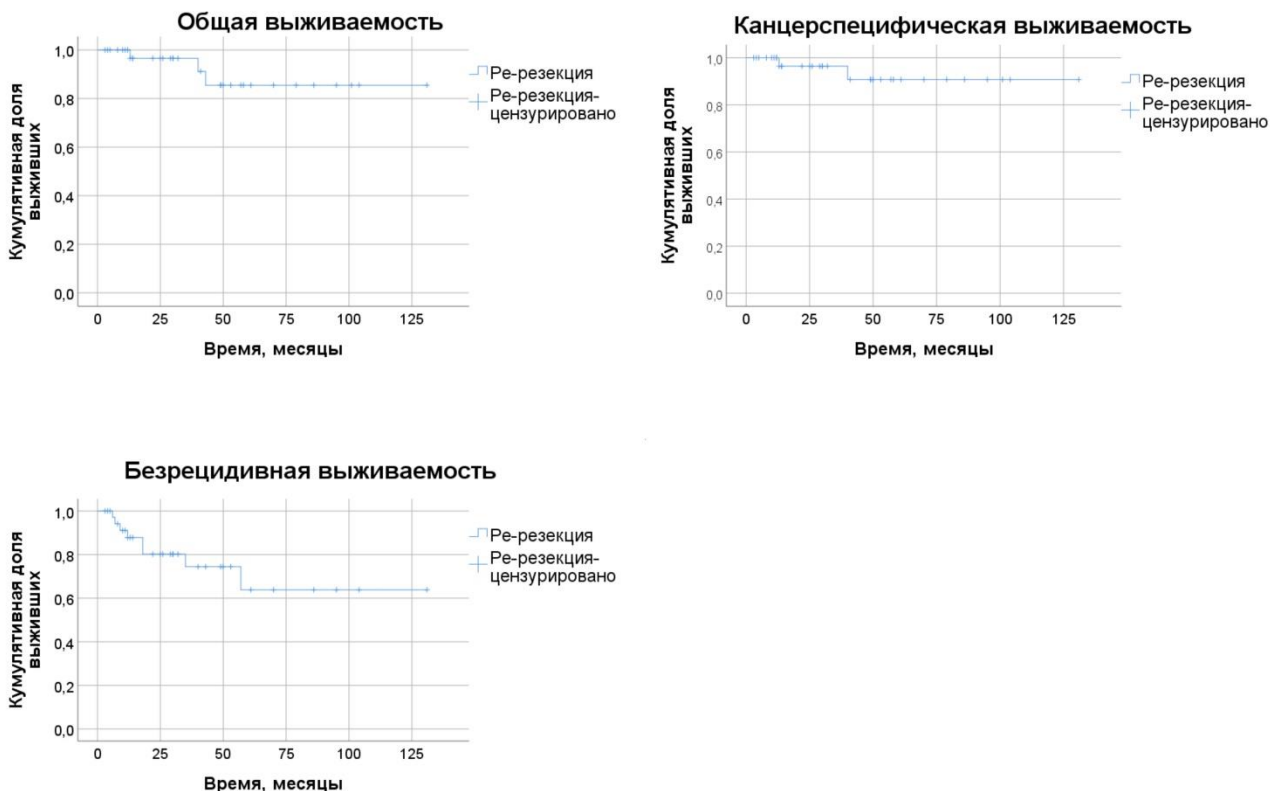 Общая выживаемость
Кумулятивная доля
выживших
1,0
0,8
0,6
0,4
0,2
0,0
0 25 50 75 100 125
Время, месяцы
Ре-резекция
Ре-резекция-
цензурировано
Канцерспецифическая выживаемость
Кумулятивная доля
выживших
1,0
0,8
0,6
0,4
0,2
0,0
0 25 50 75 100 125
Время, месяцы
Ре-резекция
Ре-резекция-
цензурировано
Безрецидивная выживаемость
Кумулятивная доля
выживших
1,0
0,8
0,6
0,4
0,2
0,0
0 25 50 75 100 125
Время, месяцы
Ре-резекция
Ре-резекция-
цензурировано